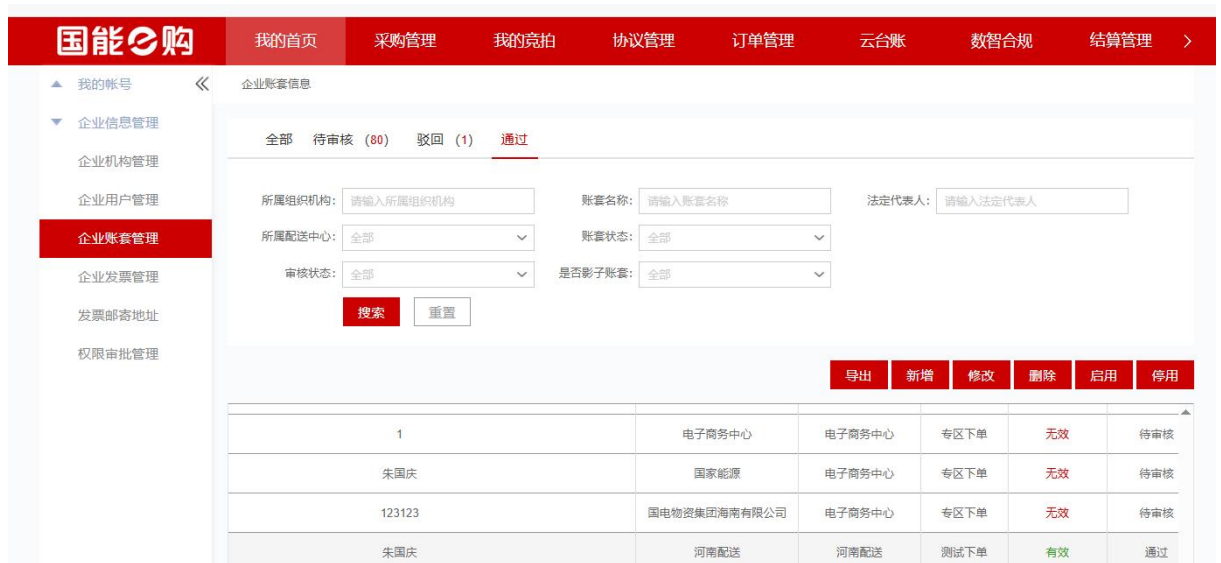 国能e购 我的首页 采购管理 我的竞拍 协议管理 订单管理 云台账 数智合规 结算管理
我的帐号 企业账套信息
企业信息管理
全部 待审核 (80) 驳回 (1) 通过
企业机构管理
企业用户管理 所属组织机构: 请输入所属组织机构 账套名称: 请输入账套名称 法定代表人: 请输入法定代表人
企业账套管理 所属配送中心: 全部 账套状态: 全部
企业发票管理 审核状态: 全部 是否影子账套: 全部
发票邮寄地址 搜索 重置
权限审批管理
导出 新增 修改 删除 启用 停用
1 电子商务中心 电子商务中心 专区下单 无效 待审核
朱国庆 国家能源 电子商务中心 专区下单 无效 待审核
123123 国电物资集团海南有限公司 电子商务中心 专区下单 无效 待审核
朱国庆 河南配送 河南配送 测试下单 有效 通过